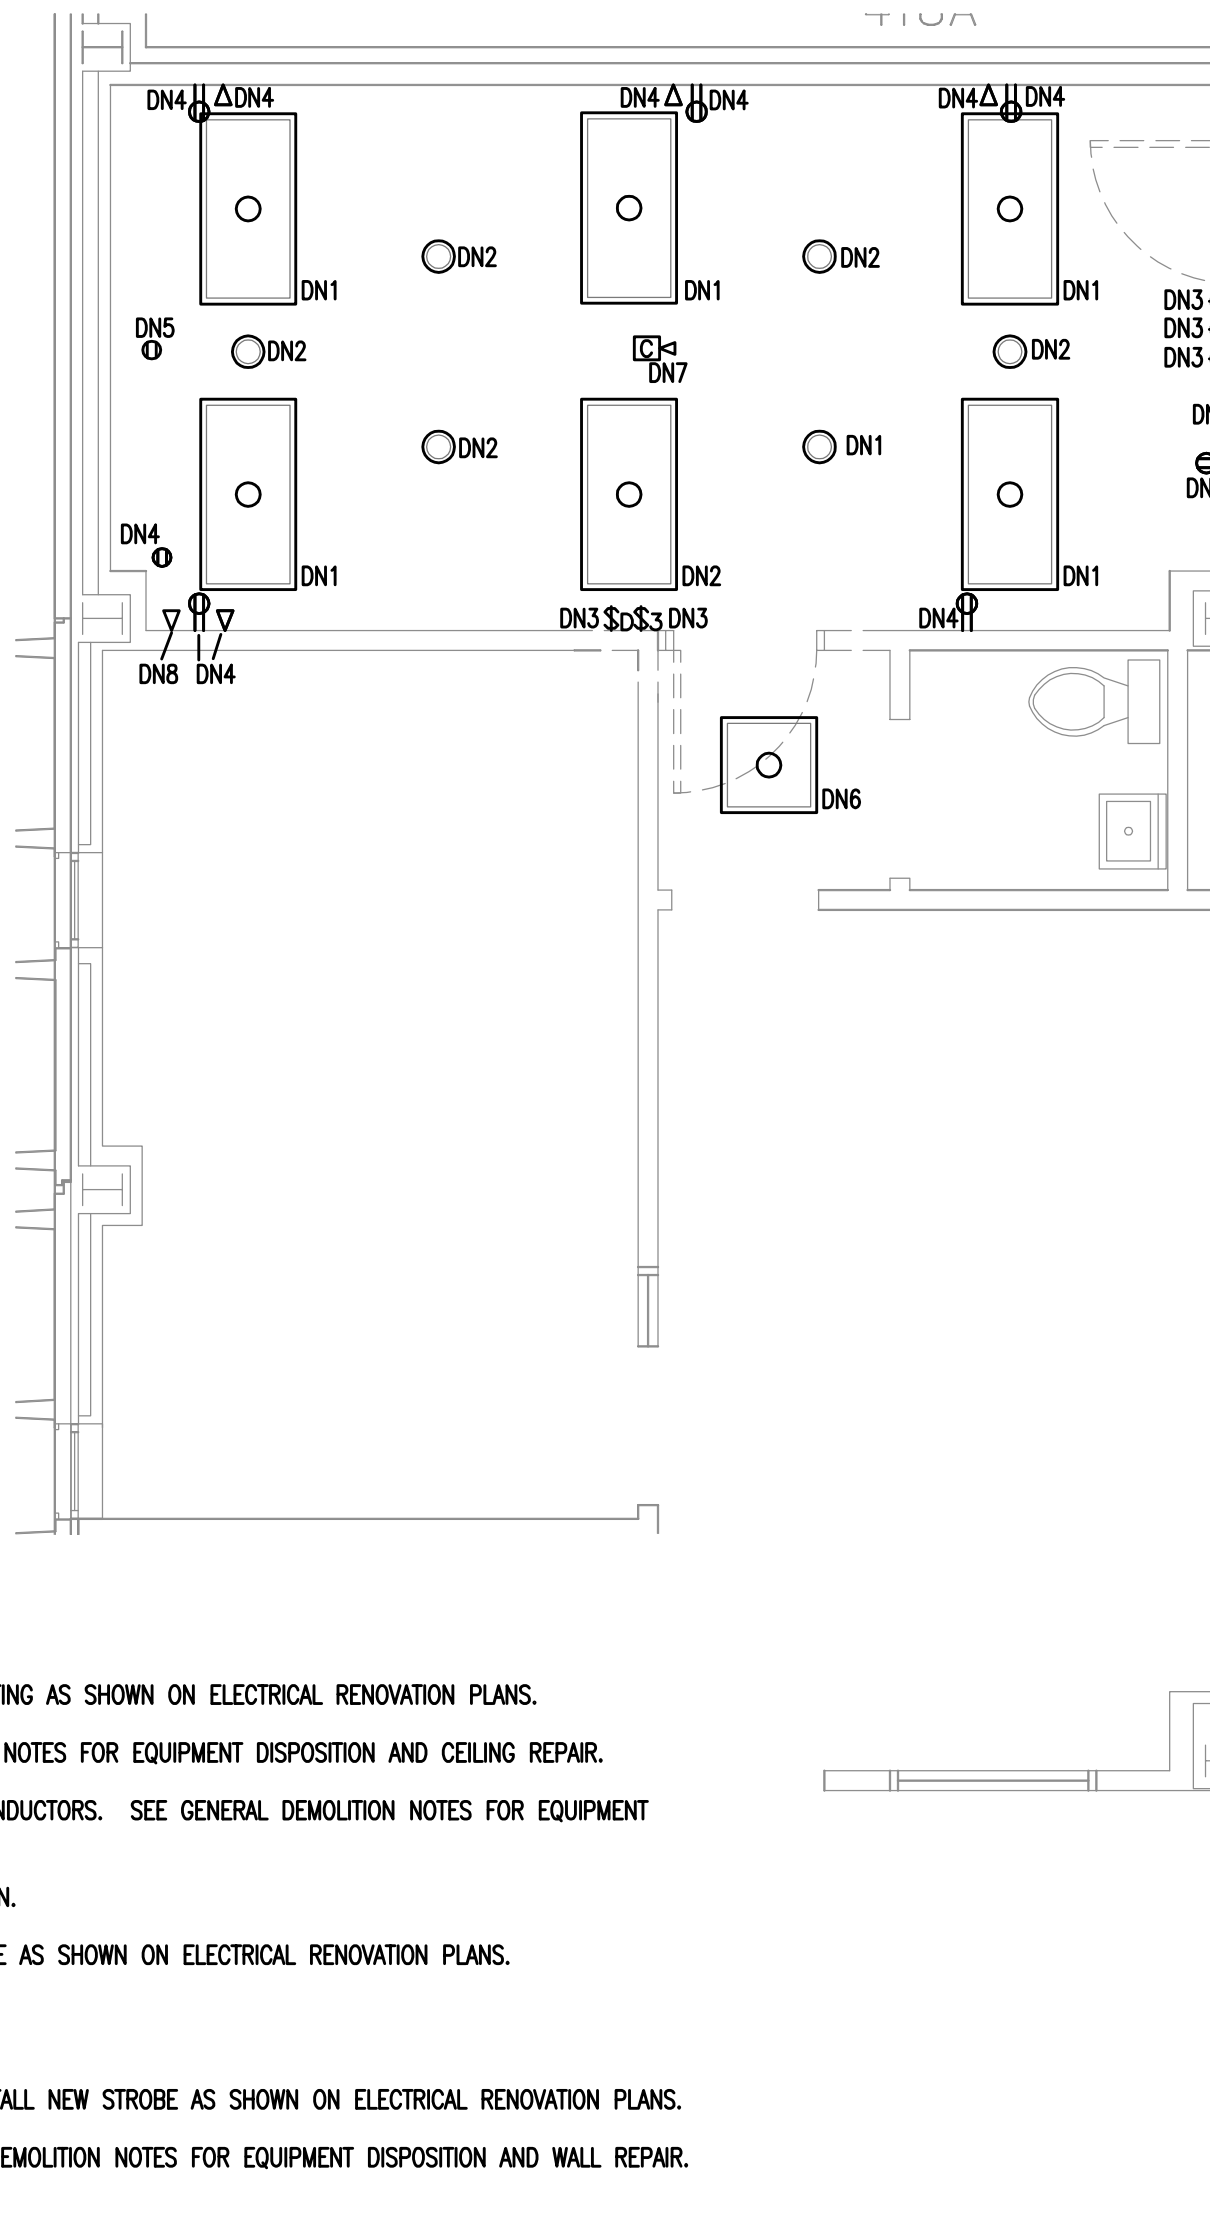 418A
DN4 DN4 DN4 DN4 DN4 DN4
DN2 DN2
DN1 DN1 DN1
DN3
DN5 DN3
DN2 C DN2 DN3
DN7
DN2 DN1
DN4
DN1 DN2 DN1
DN3 $D $3 DN3 DN4
DN8 DN4
DN6
AS SHOWN ON ELECTRICAL RENOVATION PLANS.
NOTES FOR EQUIPMENT DISPOSITION AND CEILING REPAIR.
NDUCTORS. SEE GENERAL DEMOLITION NOTES FOR EQUIPMENT
N.
E AS SHOWN ON ELECTRICAL RENOVATION PLANS.
ALL NEW STROBE AS SHOWN ON ELECTRICAL RENOVATION PLANS.
EMOLITION NOTES FOR EQUIPMENT DISPOSITION AND WALL REPAIR.